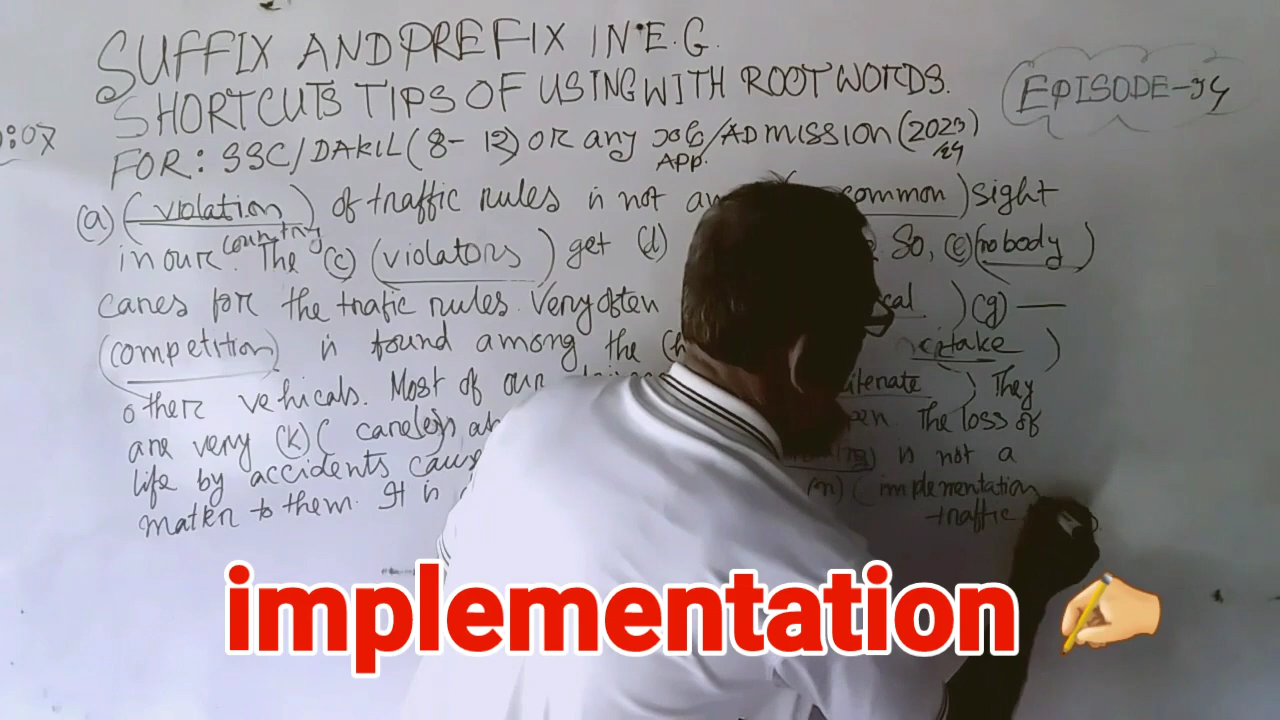 SUFFIX AND PREFIX IN E.G.
SHORTCUTS TIPS OF USING WITH ROOT WORDS.
EPISODE-94
:07
FOR: SSC/DAKIL (8-12) OR any job/ADMISSION (2023/24)
APP.
(a) (violation) of traffic rules is not common) sight
in our country. The (c) (violators) get (d) So, (e) (nobody)
cares for the trafic rules. Very often cal ) (g) —
(competition) is found among the
other vehicals. Most of our They
are very (k) ( careless The loss of
life by accidents is not a
matter to them. It is (n) ( implementation
traffic
implementation ✍